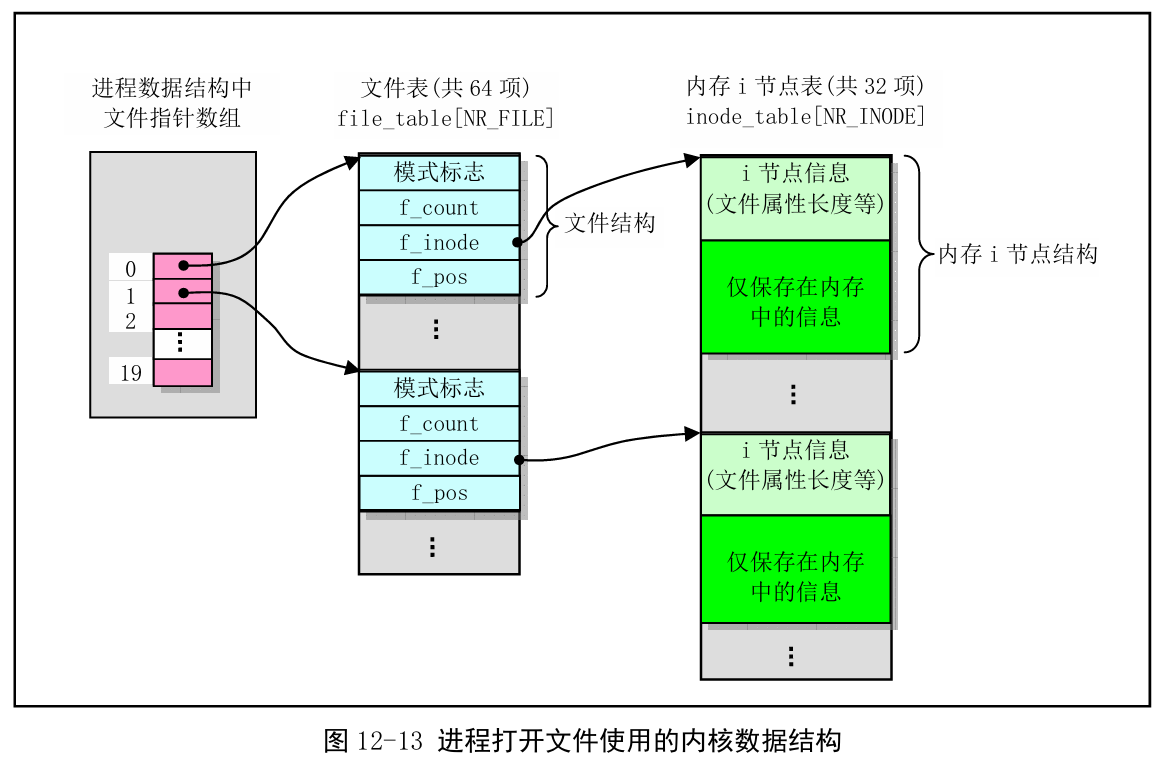 进程数据结构中
文件指针数组
0
1
2
19
文件表(共 64 项)
file_table[NR_FILE]
模式标志
f_count
f_inode
f_pos
文件结构
模式标志
f_count
f_inode
f_pos
内存 i 节点表(共 32 项)
inode_table[NR_INODE]
i 节点信息
(文件属性长度等)
仅保存在内存
中的信息
内存 i 节点结构
i 节点信息
(文件属性长度等)
仅保存在内存
中的信息
图 12-13 进程打开文件使用的内核数据结构